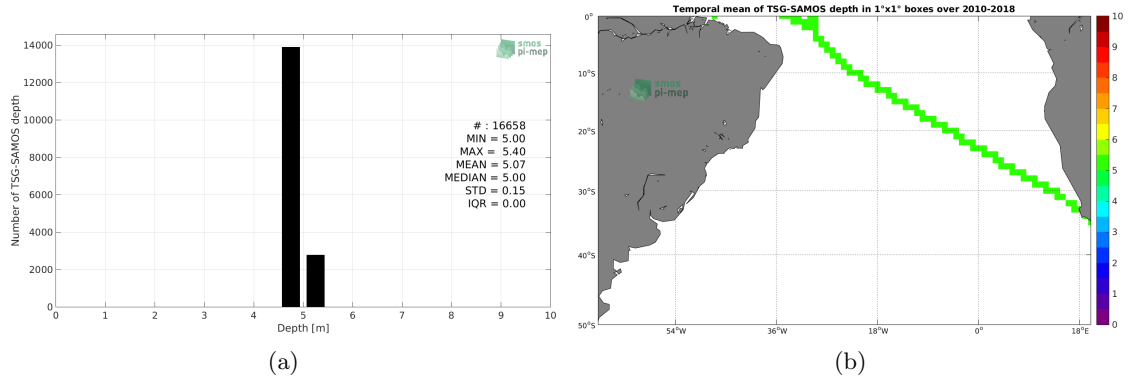 smos
pi-mep
14000
12000
10000
8000
6000
4000
2000
0
Number of TSG-SAMOS depth
# : 16658
MIN = 5.00
MAX = 5.40
MEAN = 5.07
MEDIAN = 5.00
STD = 0.15
IQR = 0.00
0 1 2 3 4 5 6 7 8 9 10
Depth [m]
(a)
Temporal mean of TSG-SAMOS depth in 1°x1° boxes over 2010-2018
smos
pi-mep
0°
10°S
20°S
30°S
40°S
50°S
54°W 36°W 18°W 0° 18°E
10
9
8
7
6
5
4
3
2
1
0
(b)